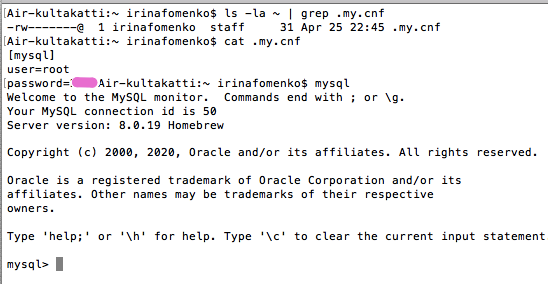 [Air-kultakatti:~ irinafomenko$ ls -la ~ | grep .my.cnf
-rw-------@  1 irinafomenko  staff     31 Apr 25 22:45 .my.cnf
[Air-kultakatti:~ irinafomenko$ cat .my.cnf
[mysql]
user=root
[password= Air-kultakatti:~ irinafomenko$ mysql
Welcome to the MySQL monitor.  Commands end with ; or \g.
Your MySQL connection id is 50
Server version: 8.0.19 Homebrew
Copyright (c) 2000, 2020, Oracle and/or its affiliates. All rights reserved.
Oracle is a registered trademark of Oracle Corporation and/or its
affiliates. Other names may be trademarks of their respective
owners.
Type 'help;' or '\h' for help. Type '\c' to clear the current input statement
mysql>